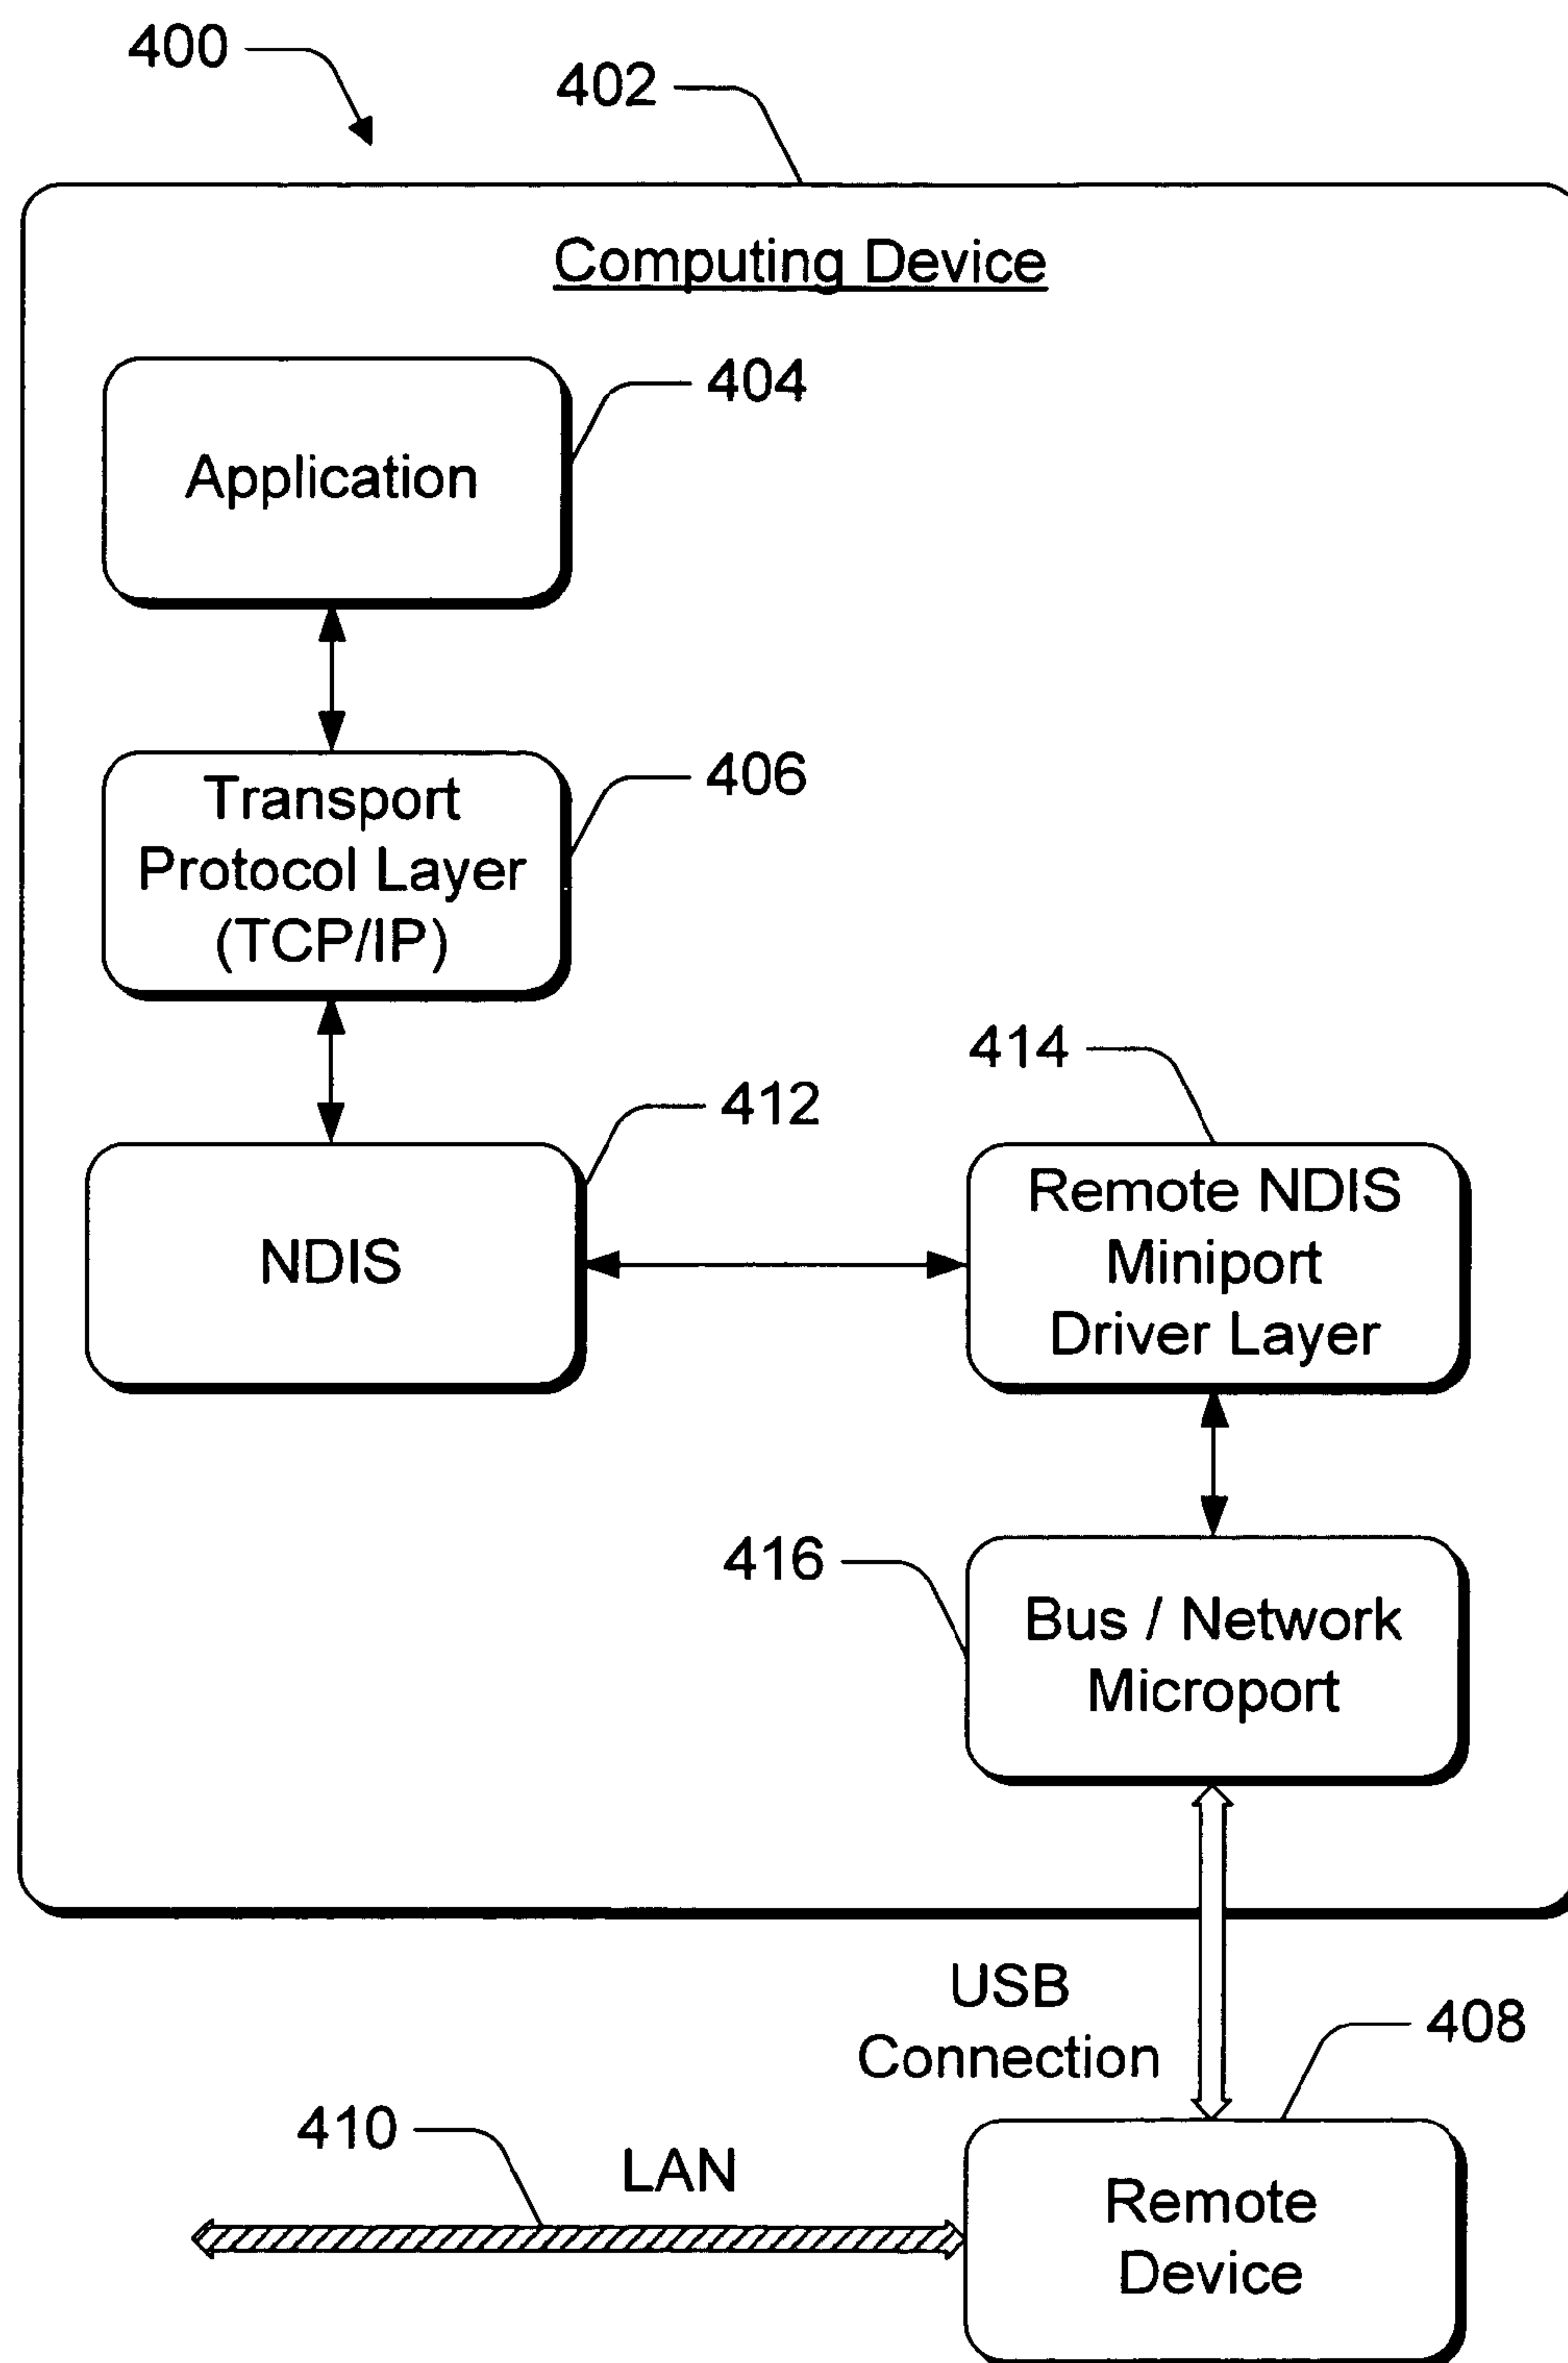 400
402
Computing Device
404
Application
406
Transport
Protocol Layer
(TCP/IP)
414
412
NDIS
Remote NDIS
Miniport
Driver Layer
416
Bus / Network
Microport
USB
Connection
408
410
LAN
Remote
Device